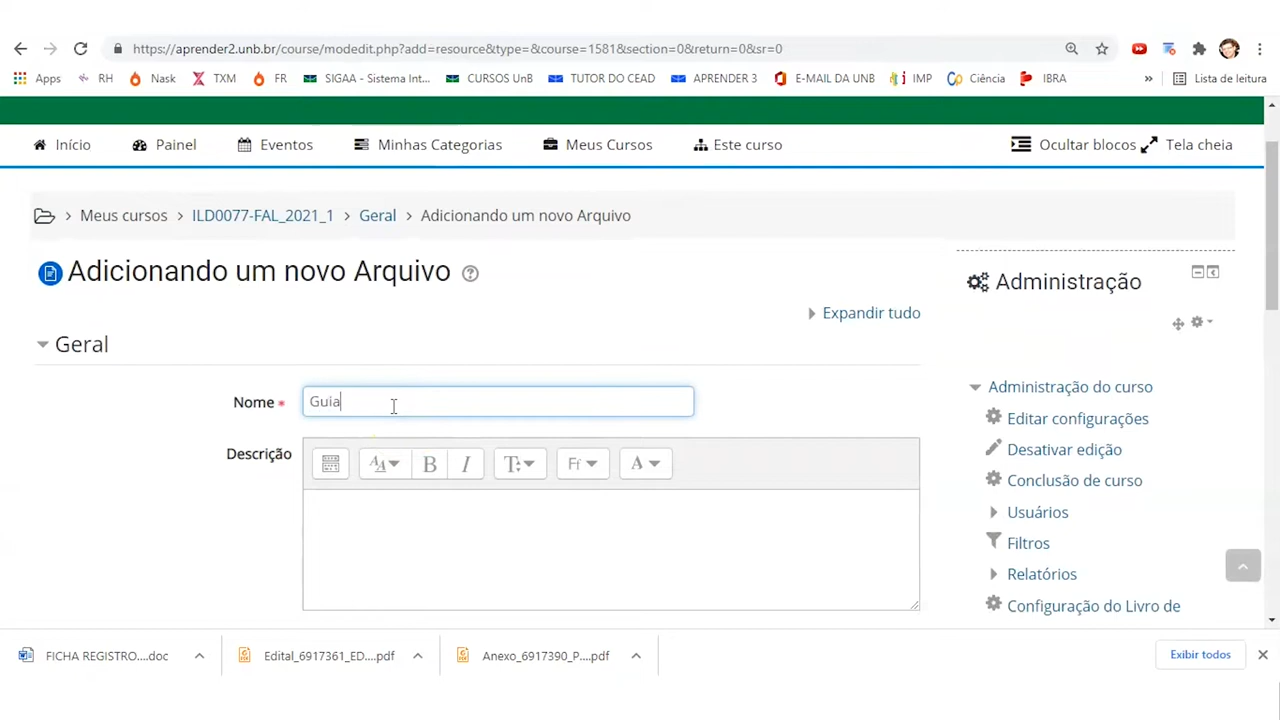 https://aprender2.unb.br/course/modedit.php?add=resource&type=&course=1581&section=0&return=0&sr=0
Apps RH Nask TXM FR SIGAA - Sistema Int... CURSOS UnB TUTOR DO CEAD APRENDER 3 E-MAIL DA UNB IMP Ciência IBRA » Lista de leitura
Início Painel Eventos Minhas Categorias Meus Cursos Este curso Ocultar blocos Tela cheia
Meus cursos ILD0077-FAL_2021_1 Geral Adicionando um novo Arquivo
Adicionando um novo Arquivo
Administração
Expandir tudo
Geral
Nome
Guia
Descrição
Administração do curso
Editar configurações
Desativar edição
Conclusão de curso
Usuários
Filtros
Relatórios
Configuração do Livro de
FICHA REGISTRO....doc Edital_6917361_ED....pdf Anexo_6917390_P....pdf Exibir todos